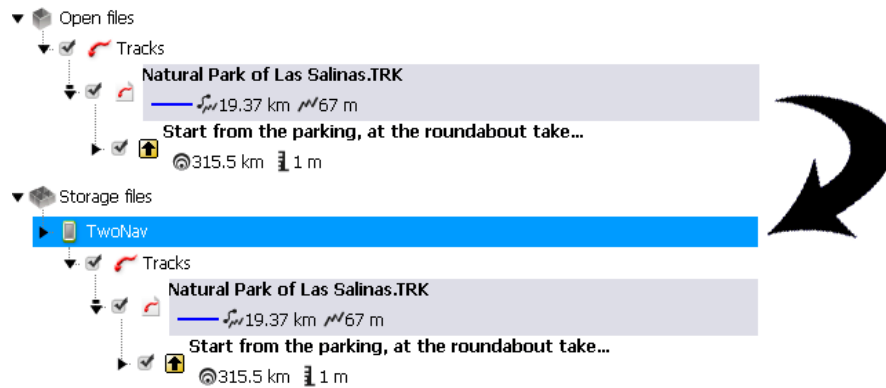 Open files
Tracks
Natural Park of Las Salinas.TRK
19.37 km 67 m
Start from the parking, at the roundabout take...
315.5 km 1 m
Storage files
TwoNav
Tracks
Natural Park of Las Salinas.TRK
19.37 km 67 m
Start from the parking, at the roundabout take...
315.5 km 1 m